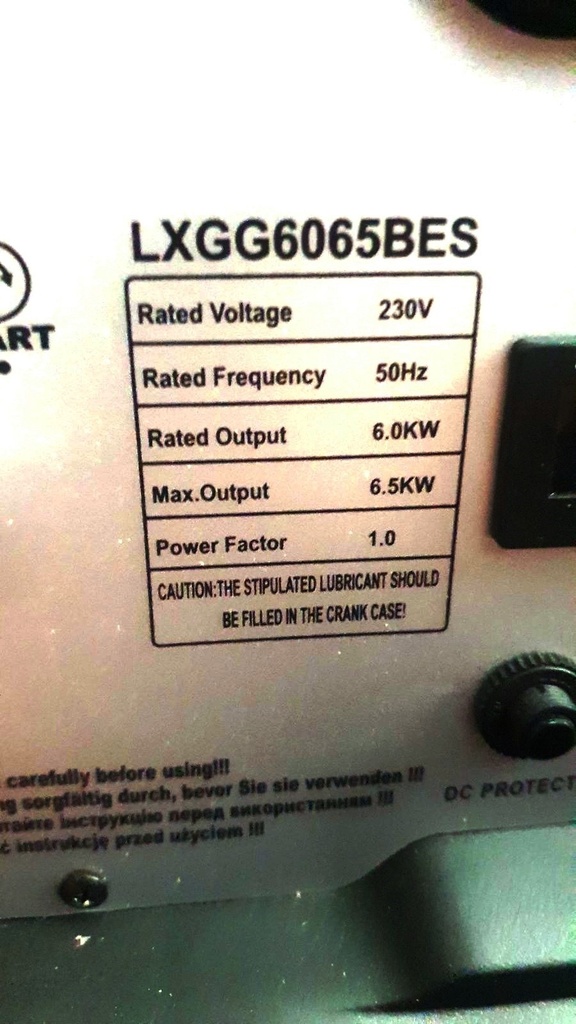 LXGG6065BES
Rated Voltage 230V
Rated Frequency 50Hz
Rated Output 6.0KW
Max.Output 6.5KW
Power Factor 1.0
CAUTION:THE STIPULATED LUBRICANT SHOULD
BE FILLED IN THE CRANK CASE!
ART
carefully before using!!!
ng sorgfältig durch, bevor Sie sie verwenden !!!
тайте інструкцію перед використанням !!!
ć instrukcję przed użyciem !!!
DC PROTECT